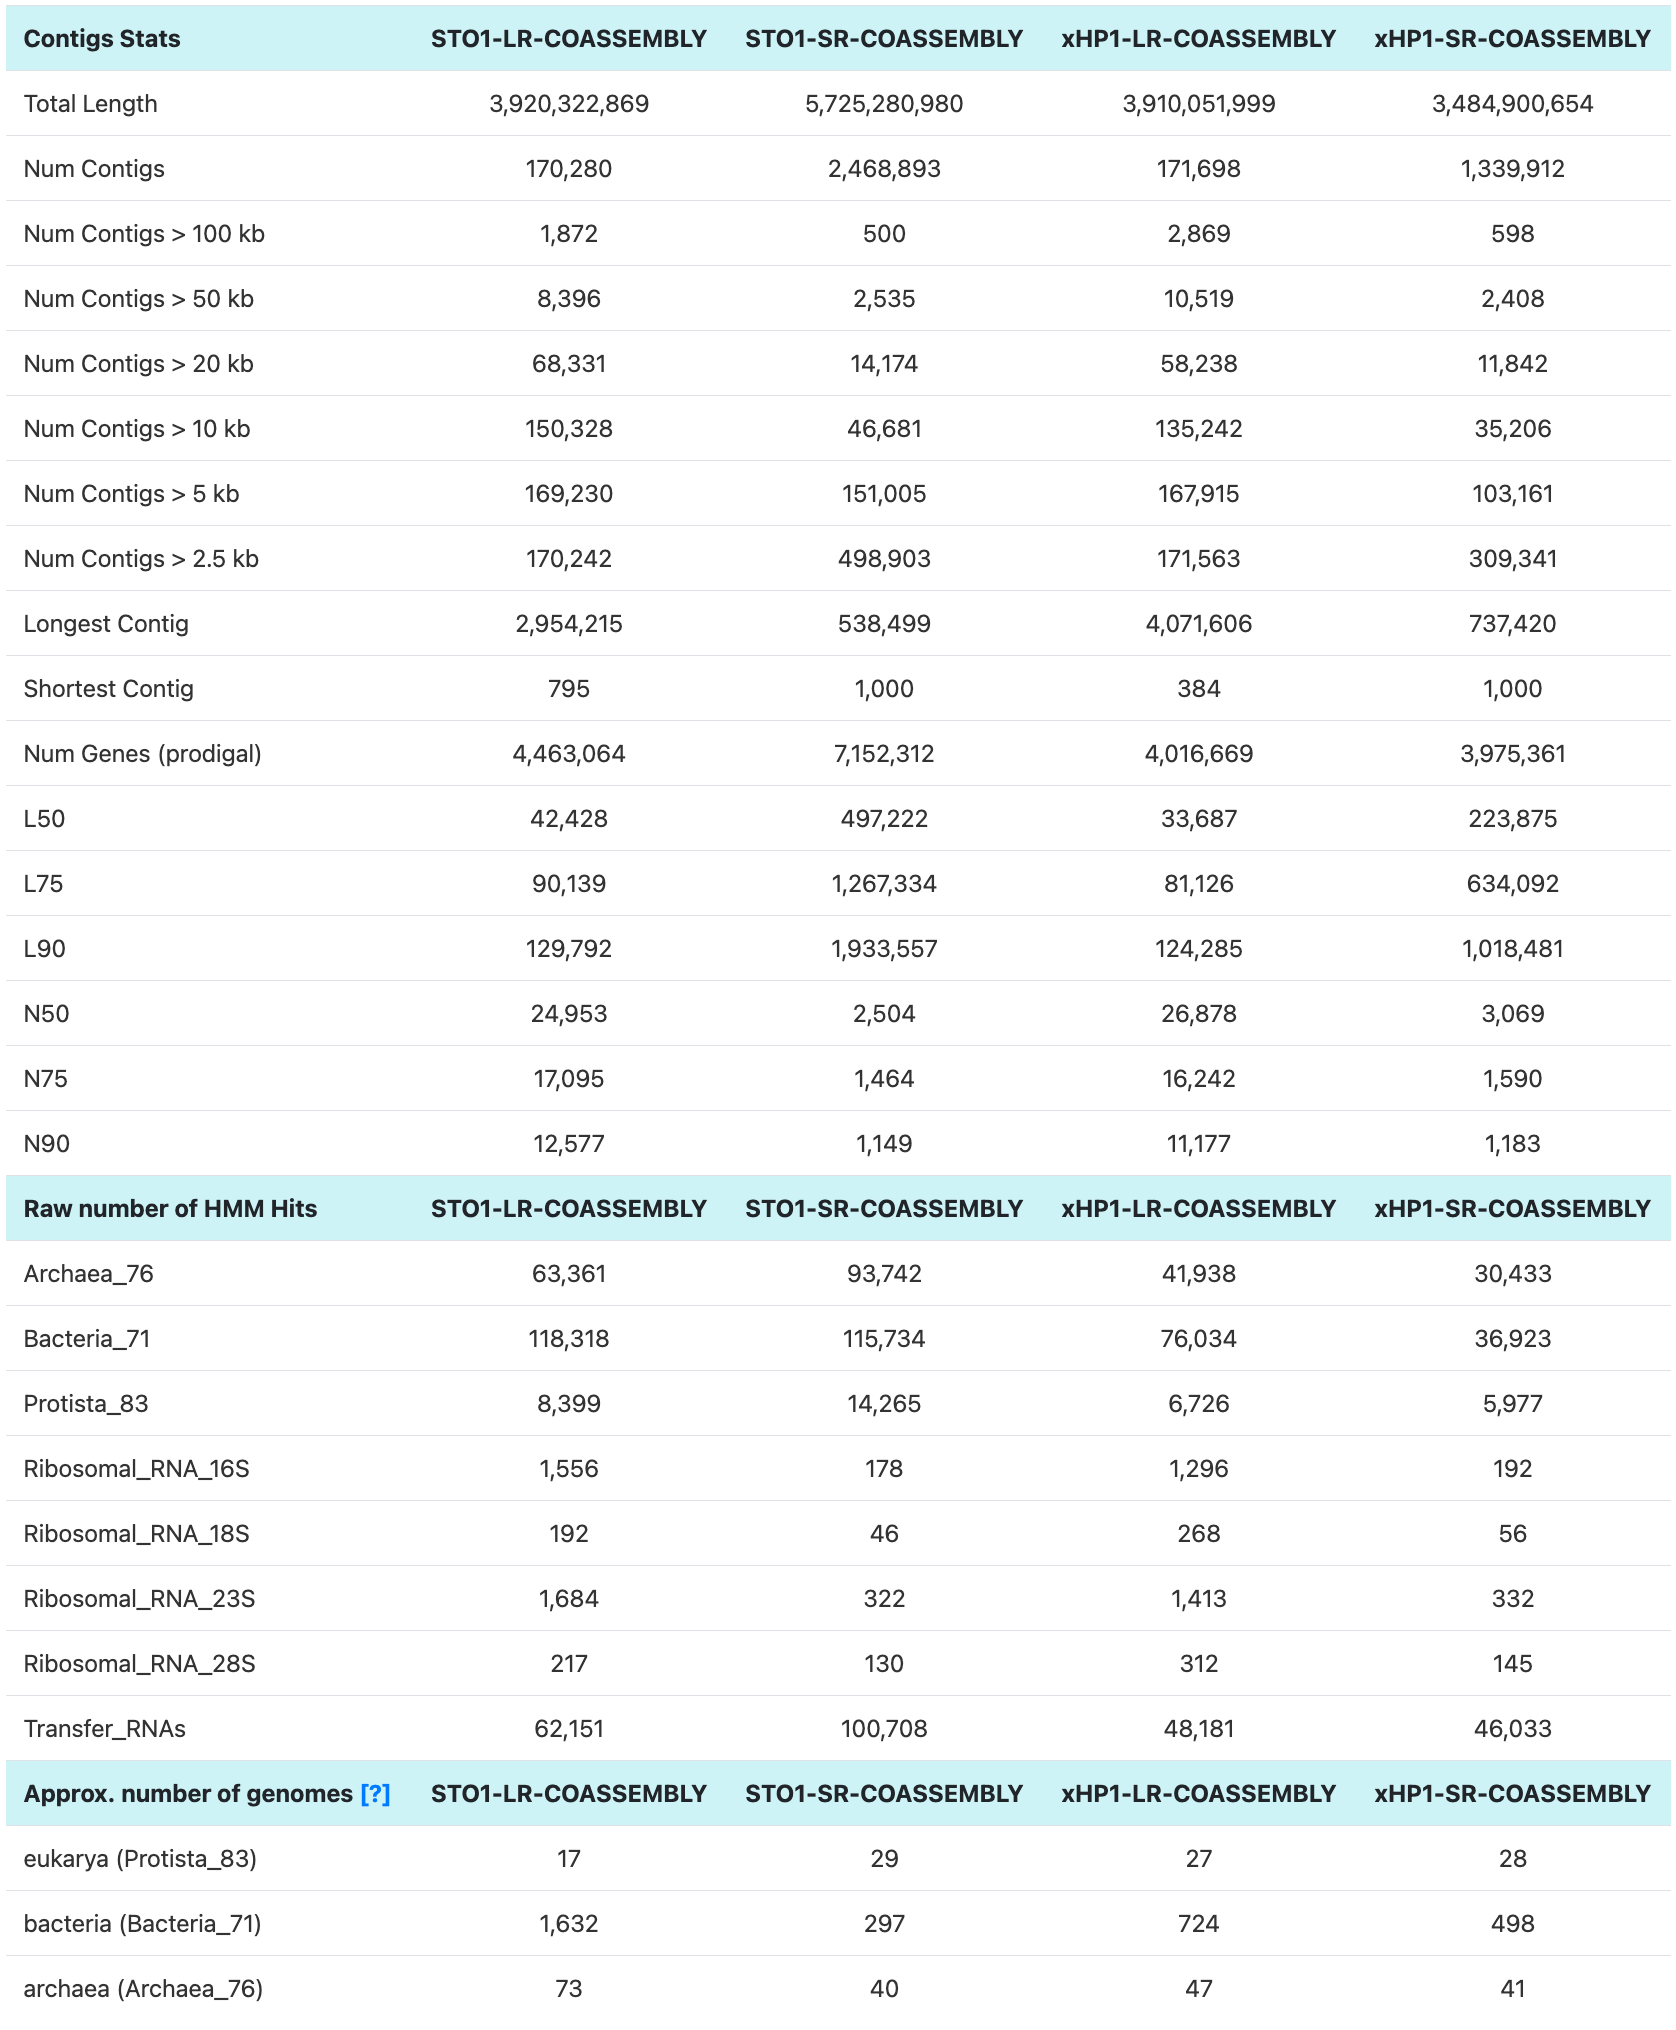 Contigs Stats STO1-LR-COASSEMBLY STO1-SR-COASSEMBLY xHP1-LR-COASSEMBLY xHP1-SR-COASSEMBLY
Total Length 3,920,322,869 5,725,280,980 3,910,051,999 3,484,900,654
Num Contigs 170,280 2,468,893 171,698 1,339,912
Num Contigs > 100 kb 1,872 500 2,869 598
Num Contigs > 50 kb 8,396 2,535 10,519 2,408
Num Contigs > 20 kb 68,331 14,174 58,238 11,842
Num Contigs > 10 kb 150,328 46,681 135,242 35,206
Num Contigs > 5 kb 169,230 151,005 167,915 103,161
Num Contigs > 2.5 kb 170,242 498,903 171,563 309,341
Longest Contig 2,954,215 538,499 4,071,606 737,420
Shortest Contig 795 1,000 384 1,000
Num Genes (prodigal) 4,463,064 7,152,312 4,016,669 3,975,361
L50 42,428 497,222 33,687 223,875
L75 90,139 1,267,334 81,126 634,092
L90 129,792 1,933,557 124,285 1,018,481
N50 24,953 2,504 26,878 3,069
N75 17,095 1,464 16,242 1,590
N90 12,577 1,149 11,177 1,183
Raw number of HMM Hits STO1-LR-COASSEMBLY STO1-SR-COASSEMBLY xHP1-LR-COASSEMBLY xHP1-SR-COASSEMBLY
Archaea_76 63,361 93,742 41,938 30,433
Bacteria_71 118,318 115,734 76,034 36,923
Protista_83 8,399 14,265 6,726 5,977
Ribosomal_RNA_16S 1,556 178 1,296 192
Ribosomal_RNA_18S 192 46 268 56
Ribosomal_RNA_23S 1,684 322 1,413 332
Ribosomal_RNA_28S 217 130 312 145
Transfer_RNAs 62,151 100,708 48,181 46,033
Approx. number of genomes [?] STO1-LR-COASSEMBLY STO1-SR-COASSEMBLY xHP1-LR-COASSEMBLY xHP1-SR-COASSEMBLY
eukarya (Protista_83) 17 29 27 28
bacteria (Bacteria_71) 1,632 297 724 498
archaea (Archaea_76) 73 40 47 41